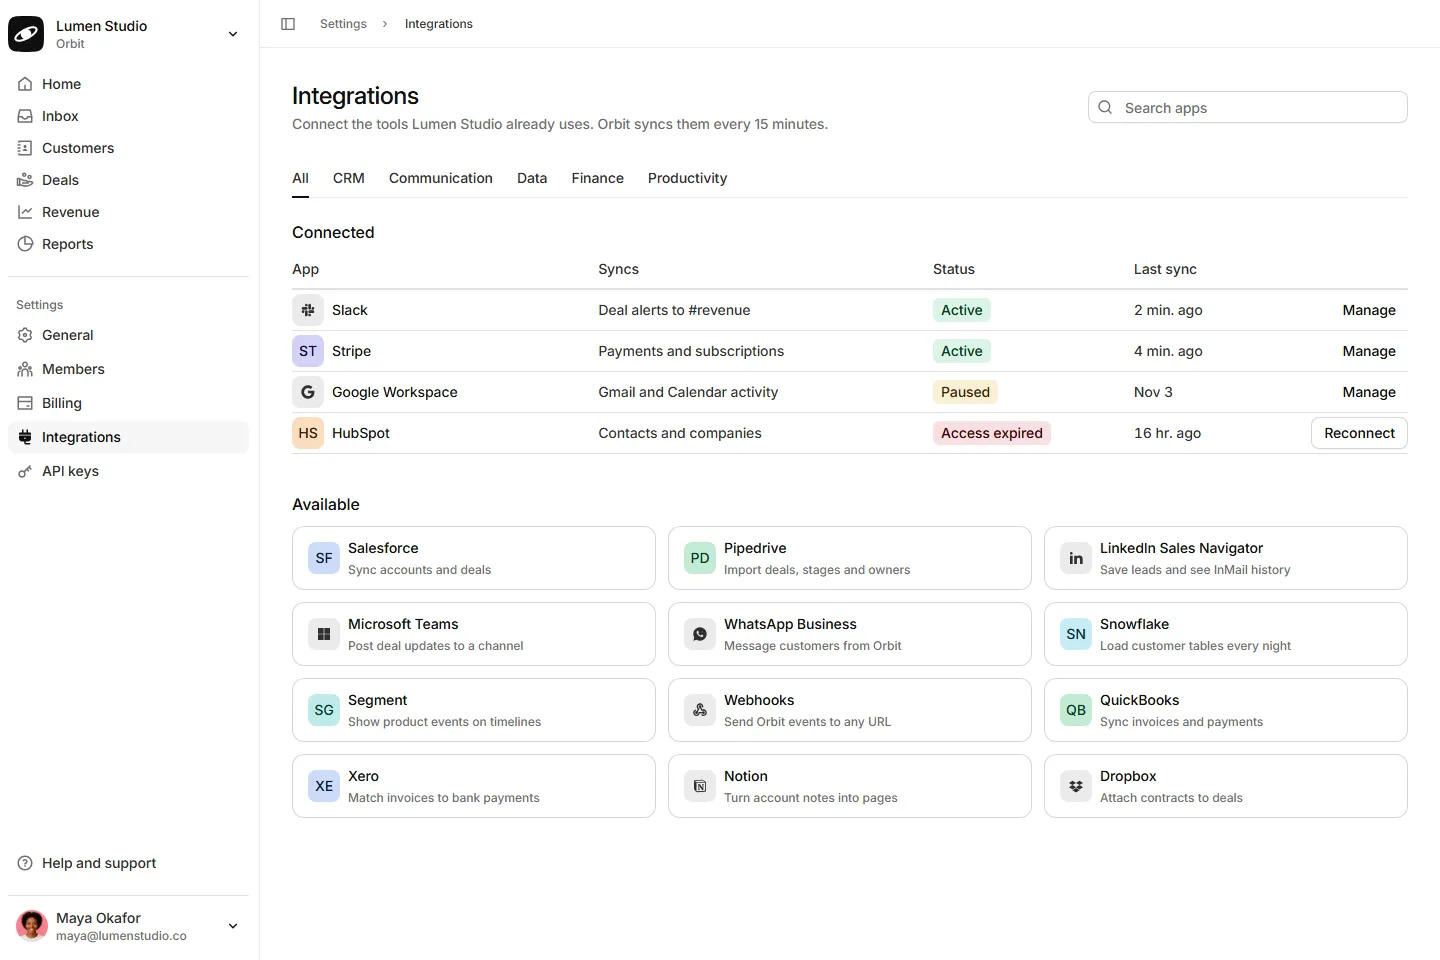 Lumen Studio
Orbit
Home
Inbox
Customers
Deals
Revenue
Reports
Settings
General
Members
Billing
Integrations
API keys
Help and support
Maya Okafor
maya@lumenstudio.co
Settings
Integrations
Integrations
Connect the tools Lumen Studio already uses. Orbit syncs them every 15 minutes.
Search apps
All CRM Communication Data Finance Productivity
Connected
App Syncs Status Last sync
Slack Deal alerts to #revenue Active 2 min. ago Manage
ST Stripe Payments and subscriptions Active 4 min. ago Manage
G Google Workspace Gmail and Calendar activity Paused Nov 3 Manage
HS HubSpot Contacts and companies Access expired 16 hr. ago Reconnect
Available
SF Salesforce
Sync accounts and deals
PD Pipedrive
Import deals, stages and owners
in LinkedIn Sales Navigator
Save leads and see InMail history
Microsoft Teams
Post deal updates to a channel
WhatsApp Business
Message customers from Orbit
SN Snowflake
Load customer tables every night
SG Segment
Show product events on timelines
Webhooks
Send Orbit events to any URL
QB QuickBooks
Sync invoices and payments
XE Xero
Match invoices to bank payments
N Notion
Turn account notes into pages
Dropbox
Attach contracts to deals